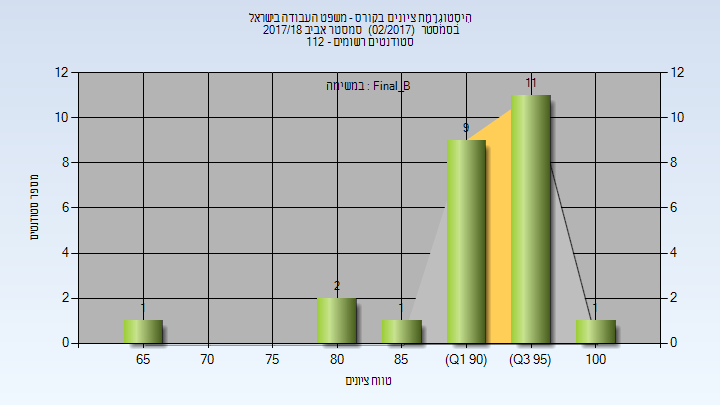 היסטוגרמת ציונים בקורס - משפט העבודה בישראל
בסמסטר (02/2017) סמסטר אביב 2017/18
סטודנטים רשומים - 112
במשימה : Final_B
מספר סטודנטים
12 12
10 10
8 8
6 6
4 4
2 2
0 0
1 2 1 9 11 1
65 70 75 80 85 (Q1 90) (Q3 95) 100
טווח ציונים